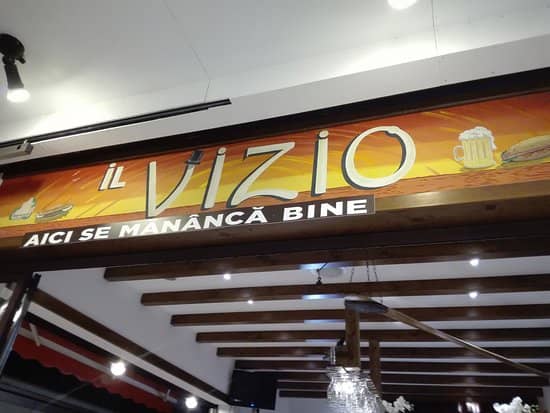 iL ViZiO
AICI SE MĂNÂNCĂ BINE